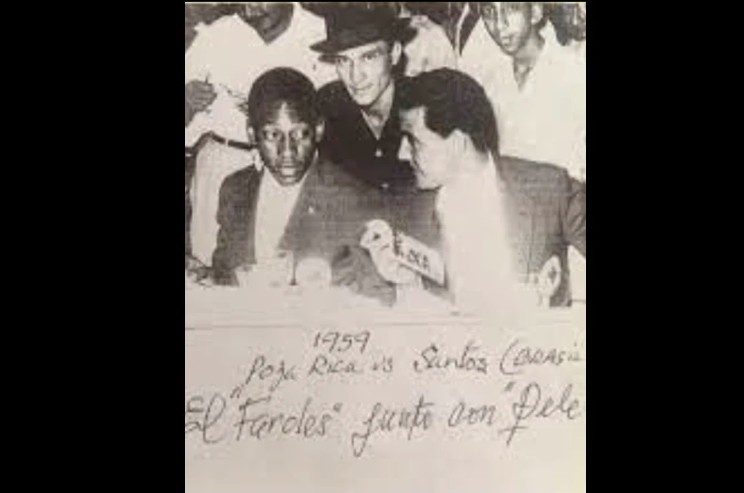 1959
Poza Rica vs Santos (BRASIL
El "Faroles" junto con "Pele